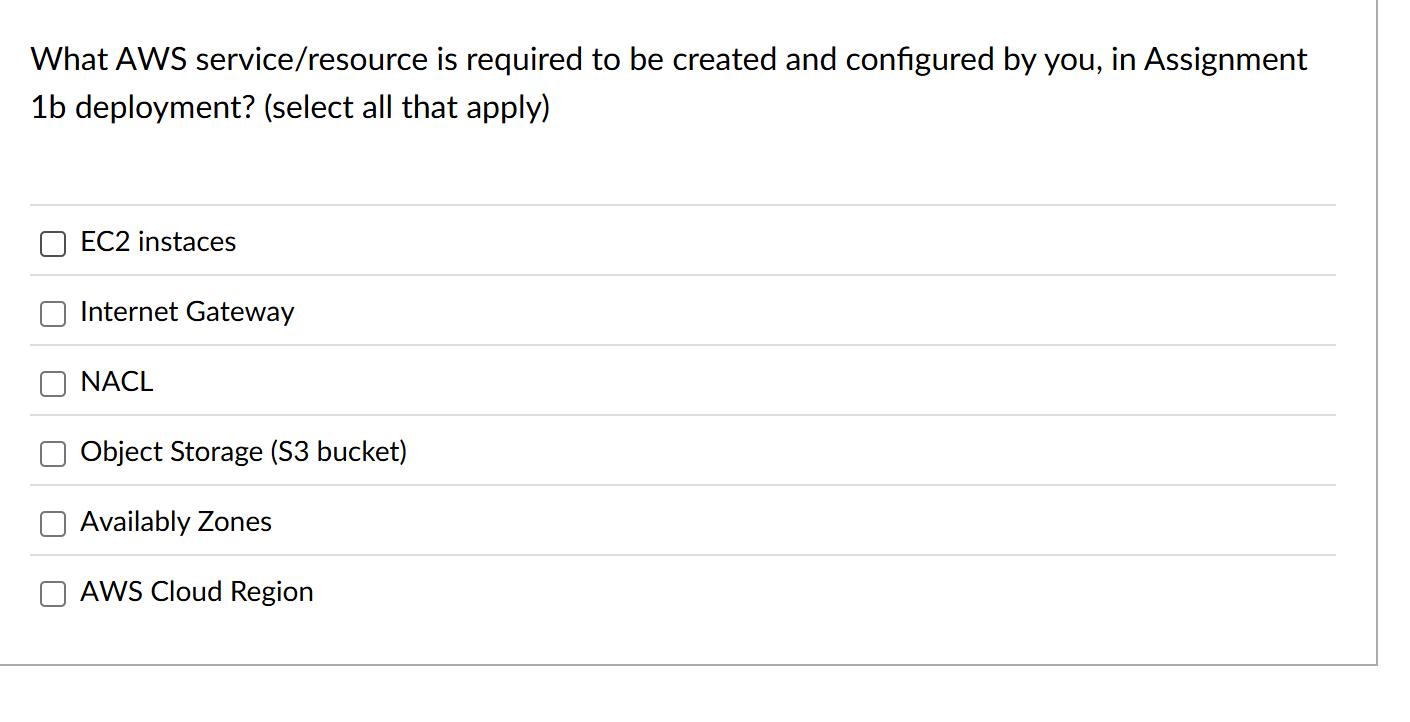 What AWS service/resource is required to be created and configured by you, in Assignment
1b deployment? (select all that apply)
EC2 instaces
Internet Gateway
NACL
Object Storage (S3 bucket)
Availably Zones
AWS Cloud Region